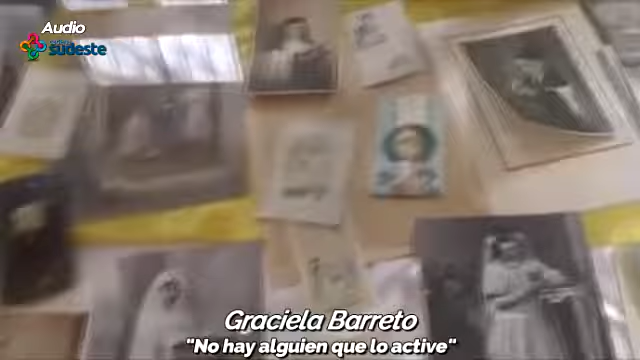 Audio
sudeste
Graciela Barreto
"No hay alguien que lo active"